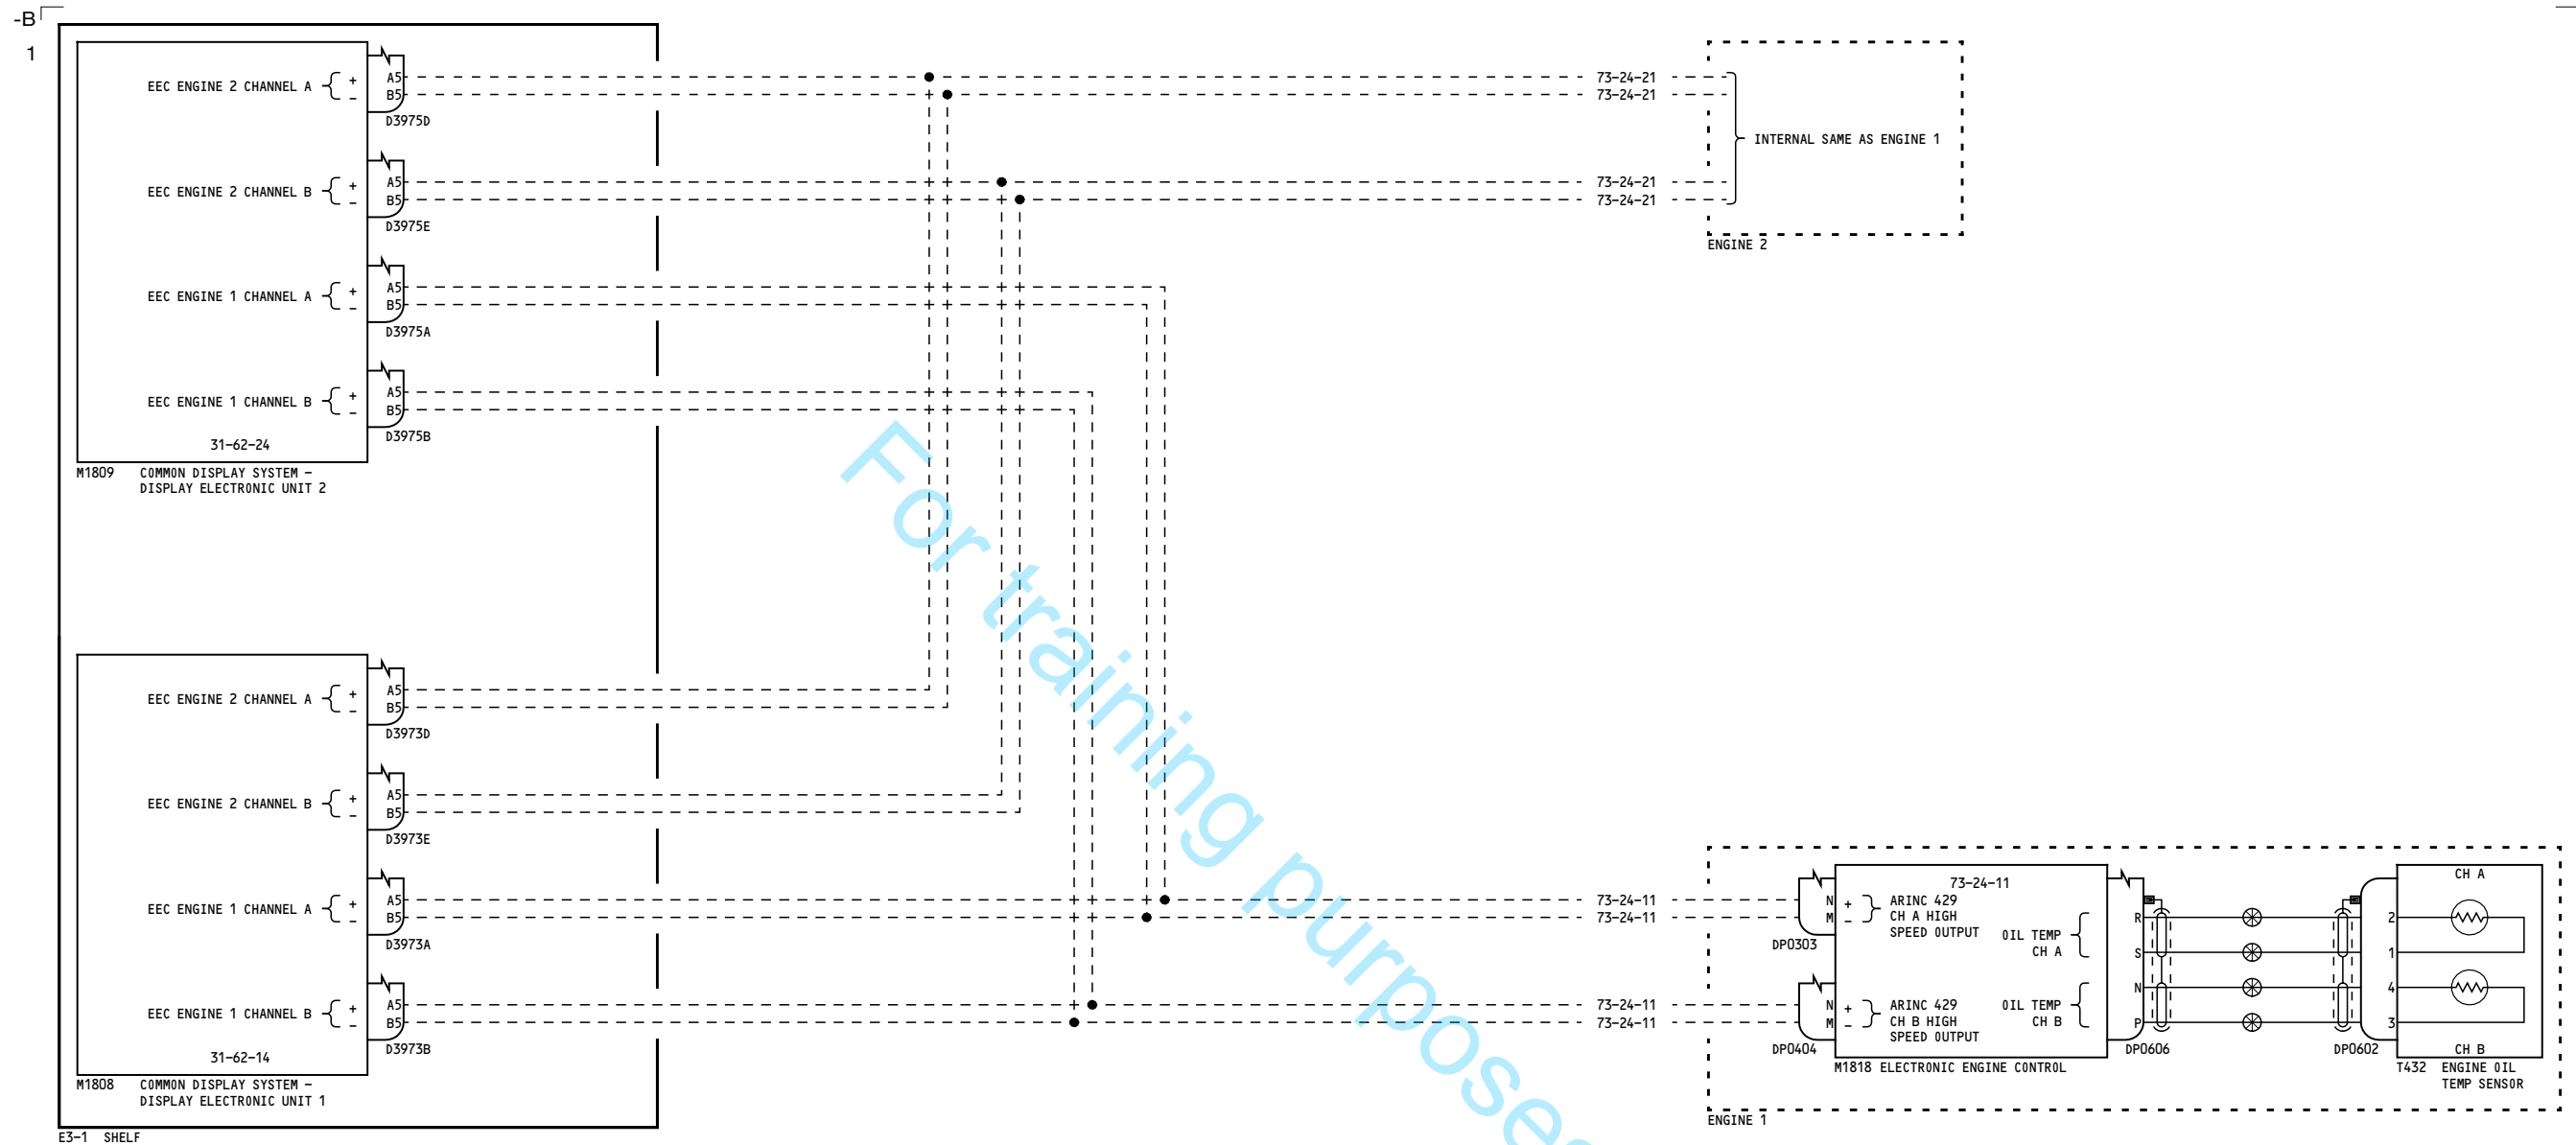 -B
1
EEC ENGINE 2 CHANNEL A
+
-
A5
B5
D3975D
EEC ENGINE 2 CHANNEL B
+
-
A5
B5
D3975E
EEC ENGINE 1 CHANNEL A
+
-
A5
B5
D3975A
EEC ENGINE 1 CHANNEL B
+
-
A5
B5
D3975B
31-62-24
M1809 COMMON DISPLAY SYSTEM -
DISPLAY ELECTRONIC UNIT 2
73-24-21
73-24-21
73-24-21
73-24-21
INTERNAL SAME AS ENGINE 1
ENGINE 2
EEC ENGINE 2 CHANNEL A
+
-
A5
B5
D3973D
EEC ENGINE 2 CHANNEL B
+
-
A5
B5
D3973E
EEC ENGINE 1 CHANNEL A
+
-
A5
B5
D3973A
EEC ENGINE 1 CHANNEL B
+
-
A5
B5
D3973B
31-62-14
M1808 COMMON DISPLAY SYSTEM -
DISPLAY ELECTRONIC UNIT 1
E3-1 SHELF
73-24-11
73-24-11
73-24-11
73-24-11
N
M
+
-
DP0303
ARINC 429
CH A HIGH
SPEED OUTPUT
N
M
+
-
DP0404
ARINC 429
CH B HIGH
SPEED OUTPUT
73-24-11
OIL TEMP
CH A
OIL TEMP
CH B
R
S
N
P
DP0606
M1818 ELECTRONIC ENGINE CONTROL
2
1
4
3
DP0602
CH A
CH B
T432 ENGINE OIL
TEMP SENSOR
ENGINE 1
For training purposes